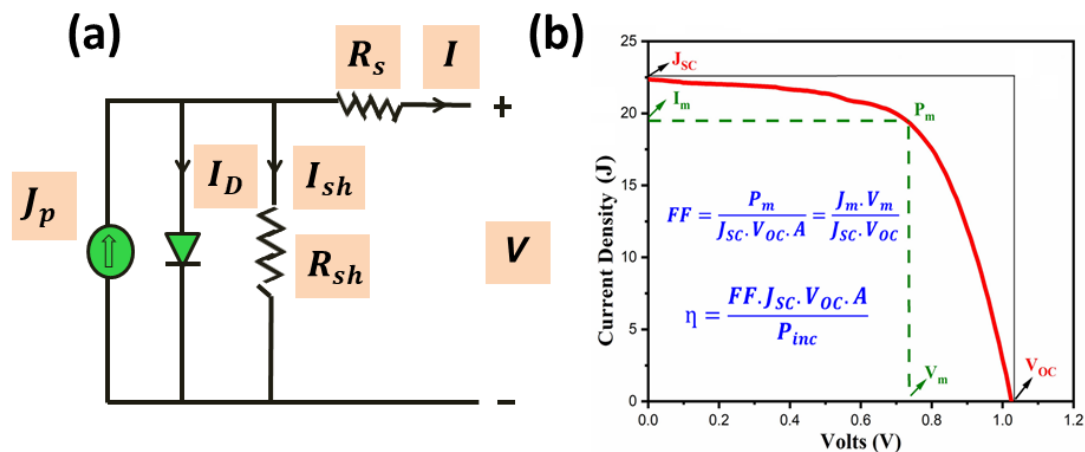 (a)
R_s
I
+
J_p
I_D
I_sh
R_sh
V
-
(b)
25
20
15
10
5
0
Current Density (J)
J_SC
I_m
P_m
FF = P_m / J_SC.V_OC.A = J_m.V_m / J_SC.V_OC
η = FF.J_SC.V_OC.A / P_inc
V_m
V_OC
0.0 0.2 0.4 0.6 0.8 1.0 1.2
Volts (V)